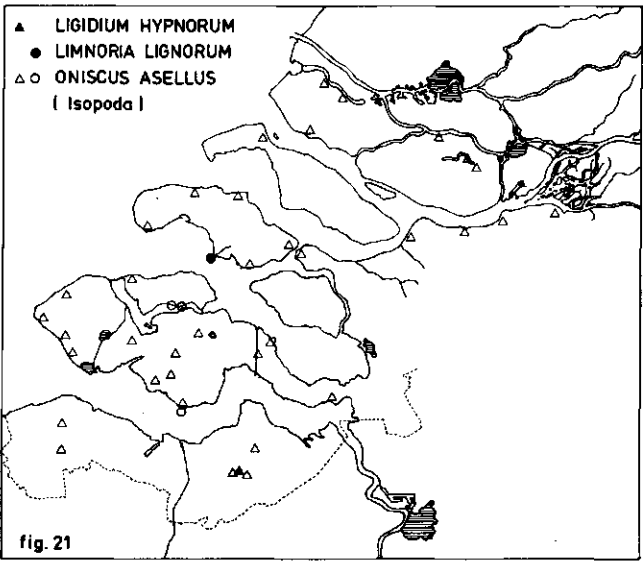 ▲ LIGIDIUM HYPNORUM
● LIMNORIA LIGNORUM
△ ○ ONISCUS ASELLUS
( Isopoda )
fig. 21